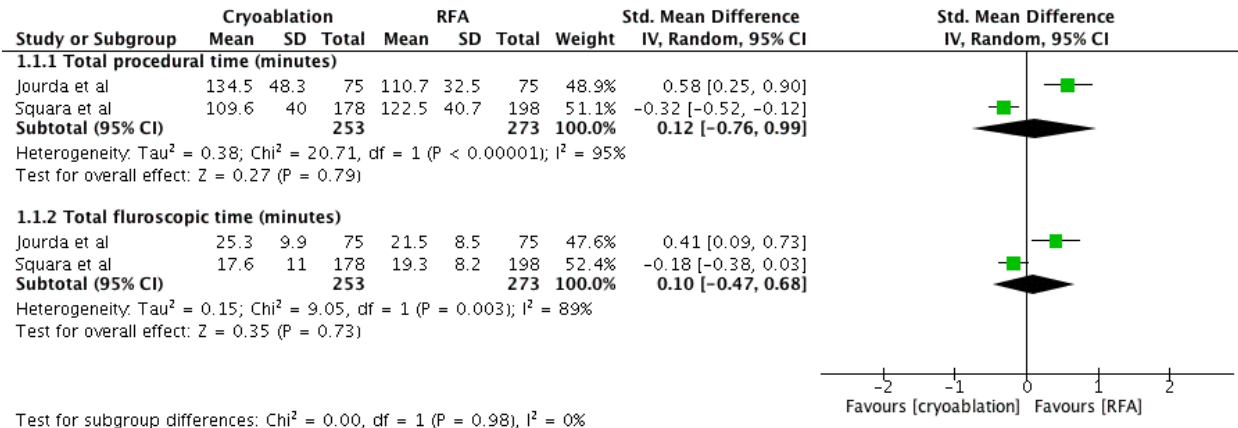 Cryoablation RFA Std. Mean Difference Std. Mean Difference
Study or Subgroup Mean SD Total Mean SD Total Weight IV, Random, 95% CI IV, Random, 95% CI
1.1.1 Total procedural time (minutes)
Jourda et al 134.5 48.3 75 110.7 32.5 75 48.9% 0.58 [0.25, 0.90]
Squara et al 109.6 40 178 122.5 40.7 198 51.1% -0.32 [-0.52, -0.12]
Subtotal (95% CI) 253 273 100.0% 0.12 [-0.76, 0.99]
Heterogeneity: Tau² = 0.38; Chi² = 20.71, df = 1 (P < 0.00001); I² = 95%
Test for overall effect: Z = 0.27 (P = 0.79)
1.1.2 Total fluroscopic time (minutes)
Jourda et al 25.3 9.9 75 21.5 8.5 75 47.6% 0.41 [0.09, 0.73]
Squara et al 17.6 11 178 19.3 8.2 198 52.4% -0.18 [-0.38, 0.03]
Subtotal (95% CI) 253 273 100.0% 0.10 [-0.47, 0.68]
Heterogeneity: Tau² = 0.15; Chi² = 9.05, df = 1 (P = 0.003); I² = 89%
Test for overall effect: Z = 0.35 (P = 0.73)
-2 -1 0 1 2
Favours [cryoablation] Favours [RFA]
Test for subgroup differences: Chi² = 0.00, df = 1 (P = 0.98), I² = 0%